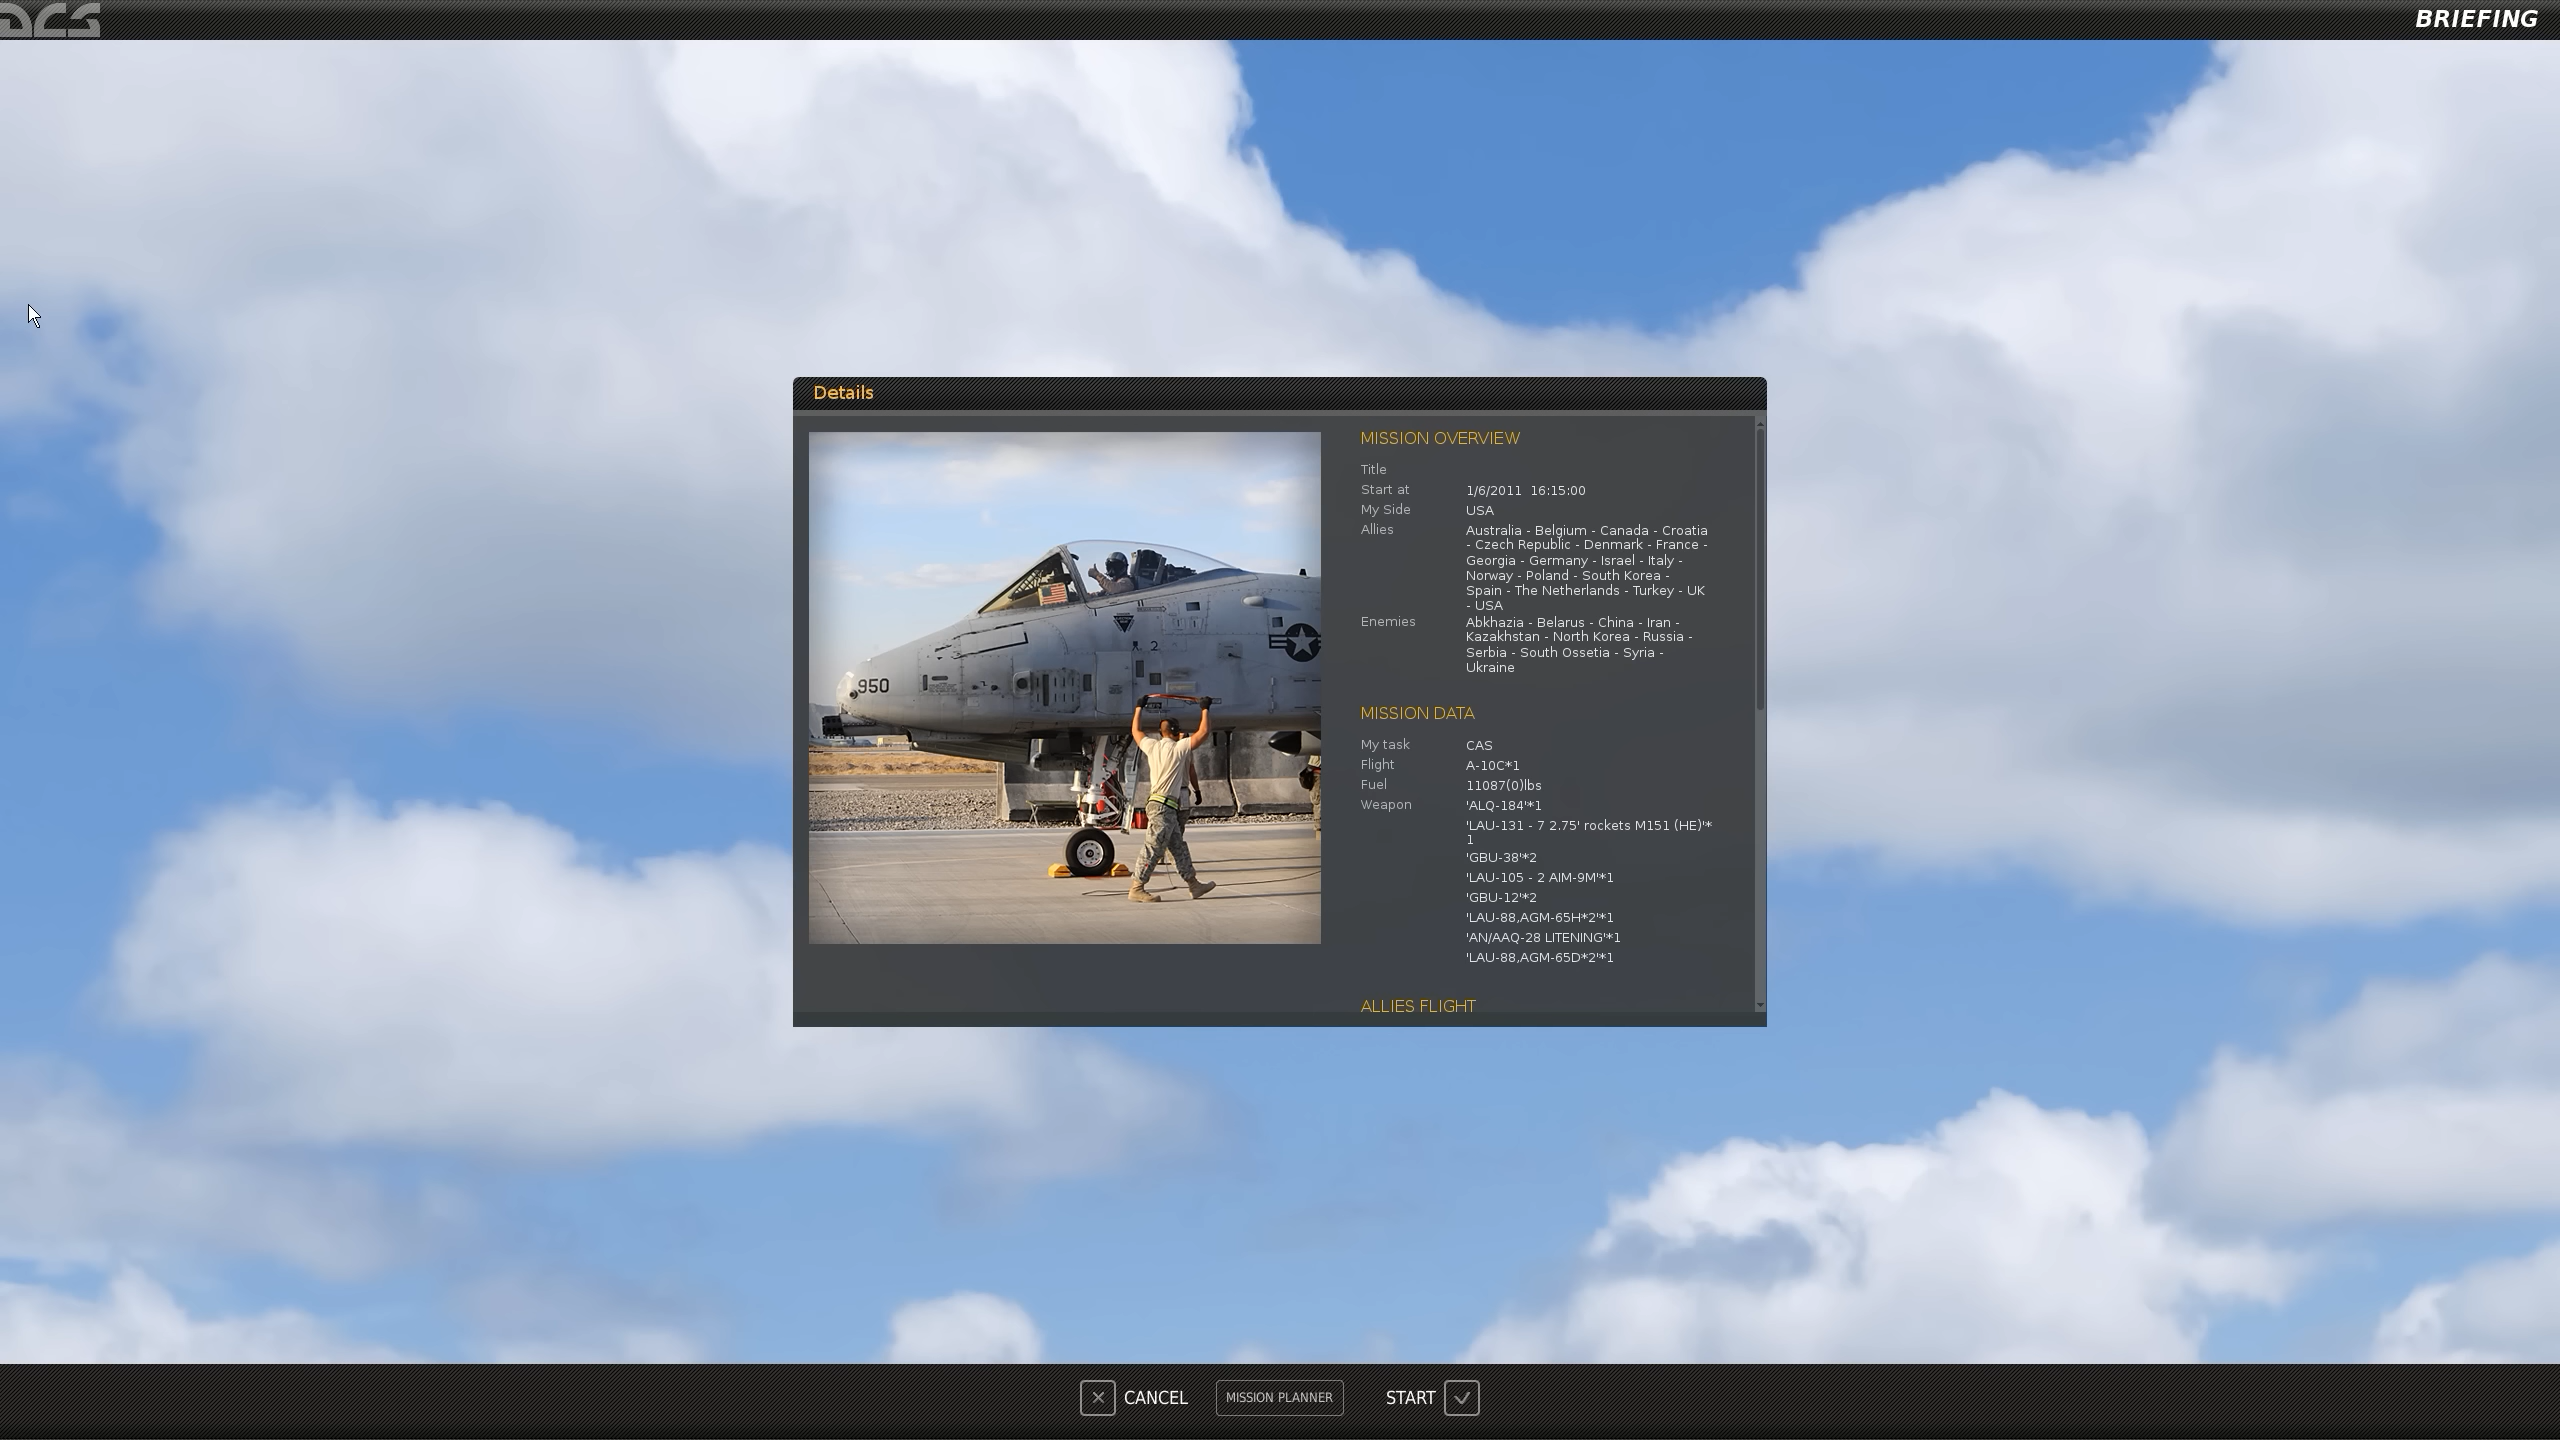 DCS
BRIEFING
Details
MISSION OVERVIEW
Title
Start at 1/6/2011 16:15:00
My Side USA
Allies Australia - Belgium - Canada - Croatia
- Czech Republic - Denmark - France -
Georgia - Germany - Israel - Italy -
Norway - Poland - South Korea -
Spain - The Netherlands - Turkey - UK
- USA
Enemies Abkhazia - Belarus - China - Iran -
Kazakhstan - North Korea - Russia -
Serbia - South Ossetia - Syria -
Ukraine
MISSION DATA
My task CAS
Flight A-10C*1
Fuel 11087(0)lbs
Weapon 'ALQ-184'*1
'LAU-131 - 7 2.75' rockets M151 (HE)'*
1
'GBU-38'*2
'LAU-105 - 2 AIM-9M'*1
'GBU-12'*2
'LAU-88,AGM-65H*2'*1
'AN/AAQ-28 LITENING'*1
'LAU-88,AGM-65D*2'*1
ALLIES FLIGHT
950
2
CANCEL
MISSION PLANNER
START